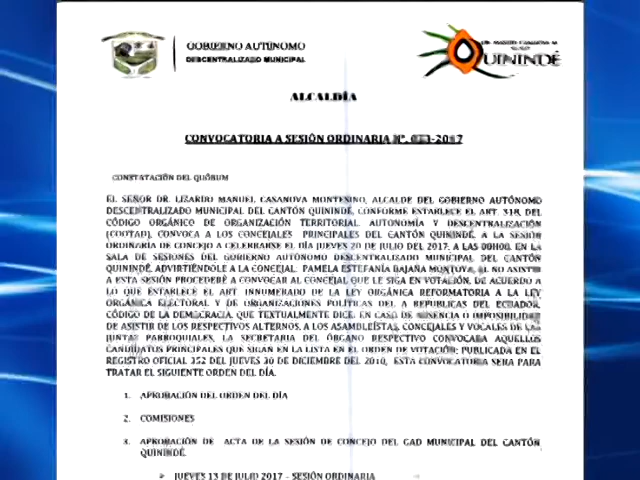 GOBIERNO AUTÓNOMO
DESCENTRALIZADO MUNICIPAL
QUININDÉ
ALCALDÍA
CONVOCATORIA A SESIÓN ORDINARIA Nº. -2017
CONSTATACIÓN DEL QUÓRUM
EL SEÑOR DR. LIZARDO MANUEL CASANOVA MONTESINO, ALCALDE DEL GOBIERNO AUTÓNOMO
DESCENTRALIZADO MUNICIPAL DEL CANTÓN QUININDÉ, CONFORME ESTABLECE EL ART. 318, DEL
CÓDIGO ORGÁNICO DE ORGANIZACIÓN TERRITORIAL AUTONOMÍA Y DESCENTRALIZACIÓN
(COOTAD), CONVOCA A LOS CONCEJALES PRINCIPALES DEL CANTÓN QUININDÉ, A LA SESIÓN
ORDINARIA DE CONCEJO A CELEBRARSE EL DÍA JUEVES 20 DE JULIO DEL 2017; A LAS 00H00, EN LA
SALA DE SESIONES DEL GOBIERNO AUTÓNOMO DESCENTRALIZADO MUNICIPAL DEL CANTÓN
QUININDÉ, ADVIRTIÉNDOLE A LA CONCEJAL PAMELA ESTEFANÍA BAJAÑA MONTOYA, SI NO ASISTIR
A ESTA SESIÓN PROCEDERÉ A CONVOCAR AL CONCEJAL QUE LE SIGA EN VOTACIÓN, DE ACUERDO
A LO QUE ESTABLECE EL ART INNUMERADO DE LA LEY ORGÁNICA REFORMATORIA A LA LEY
ORGÁNICA ELECTORAL Y DE ORGANIZACIONES POLÍTICAS DEL A REPUBLICAS DEL ECUADOR,
CÓDIGO DE LA DEMOCRACIA, QUE TEXTUALMENTE DICE, EN CASO DE AUSENCIA O IMPOSIBILIDAD
DE ASISTIR DE LOS RESPECTIVOS ALTERNOS, A LOS ASAMBLEÍSTAS, CONCEJALES Y VOCALES DE LAS
JUNTAS PARROQUIALES, LA SECRETARIA DEL ÓRGANO RESPECTIVO CONVOCARA AQUELLOS
CANDIDATOS PRINCIPALES QUE SIGAN EN LA LISTA EN EL ORDEN DE VOTACIÓN; PUBLICADA EN EL
REGISTRO OFICIAL 352 DEL JUEVES 30 DE DICIEMBRE DEL 2010, ESTA CONVOCATORIA SERA PARA
TRATAR EL SIGUIENTE ORDEN DEL DÍA.
1. APROBACIÓN DEL ORDEN DEL DÍA
2. COMISIONES
3. APROBACIÓN DE ACTA DE LA SESIÓN DE CONCEJO DEL GAD MUNICIPAL DEL CANTÓN
QUININDÉ.
➢ JUEVES 13 DE JULIO 2017 – SESIÓN ORDINARIA